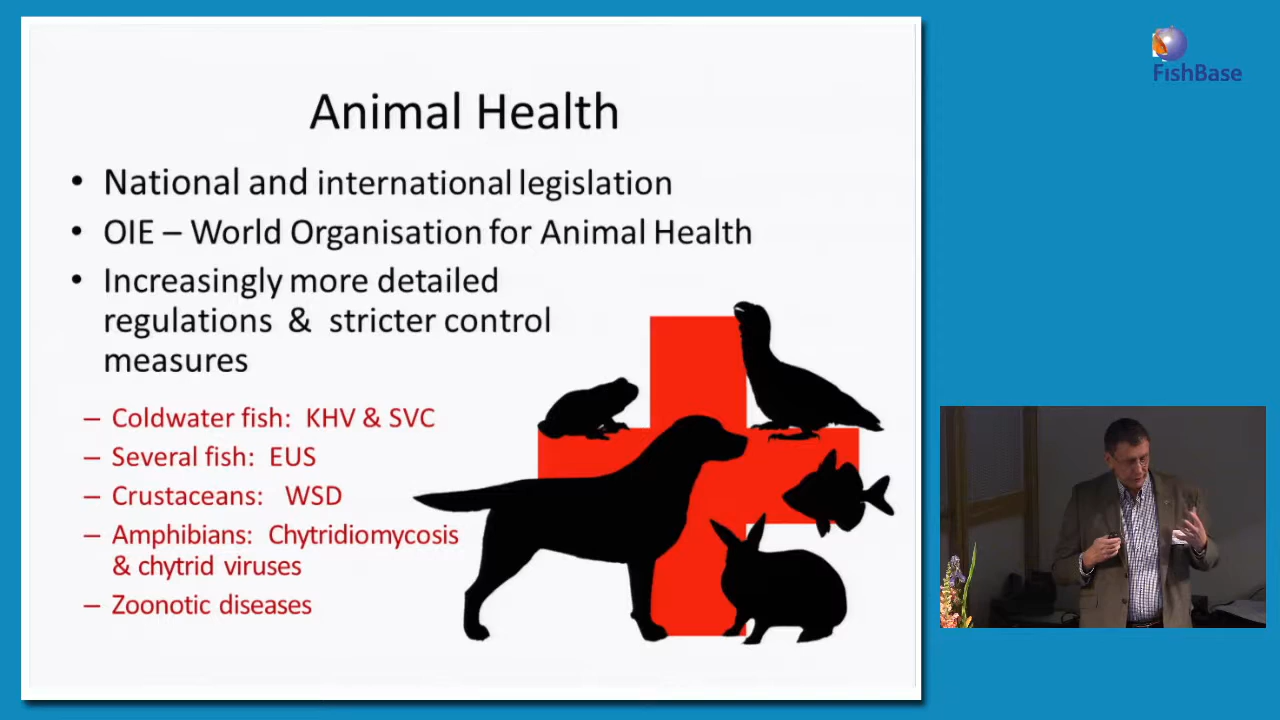 FishBase
Animal Health
• National and international legislation
• OIE – World Organisation for Animal Health
• Increasingly more detailed
regulations & stricter control
measures
– Coldwater fish: KHV & SVC
– Several fish: EUS
– Crustaceans: WSD
– Amphibians: Chytridiomycosis
& chytrid viruses
– Zoonotic diseases